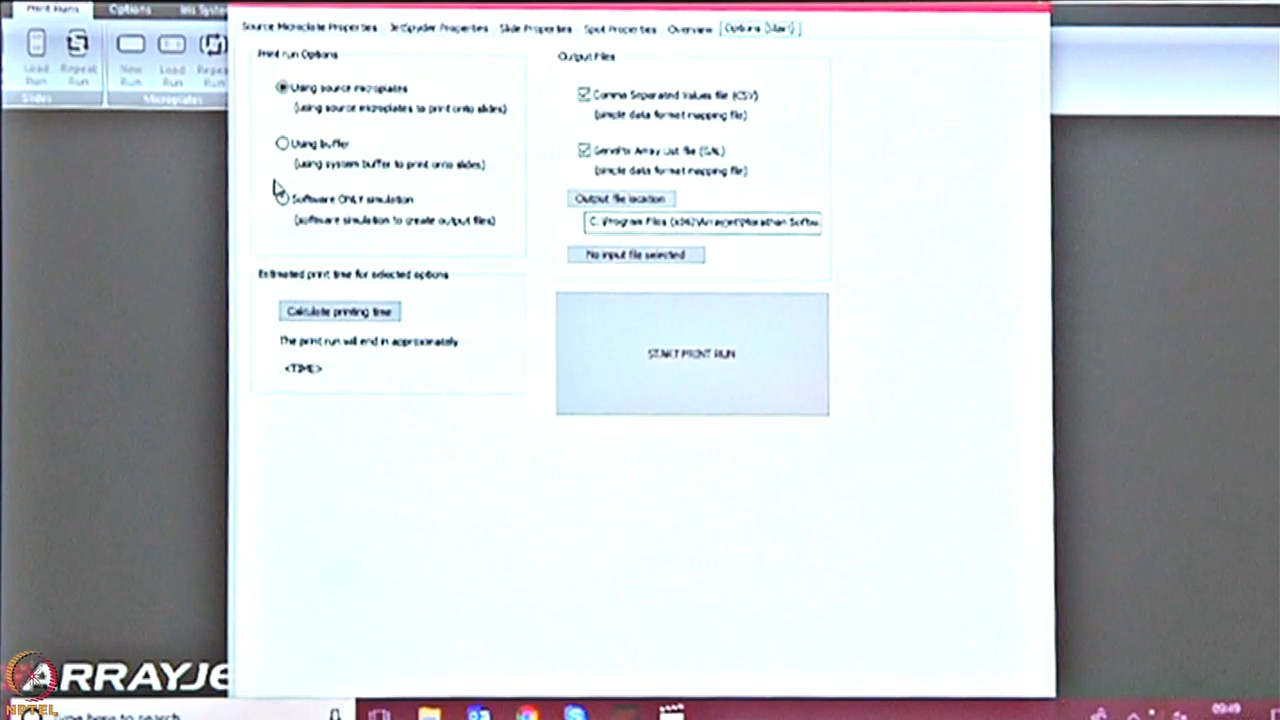 Print Runs Options Iris System
Load Run
Repeat Run
New Run
Load Run
Slides
Microplates
Source Microplate Properties JetSpyder Properties Slide Properties Spot Properties Overview Options (Start)
Print run Options
Using source microplates
(using source microplates to print onto slides)
Using buffer
(using system buffer to print onto slides)
Software ONLY simulation
(software simulation to create output files)
Estimated print time for selected options
Calculate printing time
The print run will end in approximately
<TIME>
Output Files
Comma Separated Values file (CSV)
(simple data format mapping file)
GenePix Array List file (GAL)
(simple data format mapping file)
Output file location
C:\Program Files (x86)\Arrayjet\Marathon Softw
No input file selected
START PRINT RUN
ARRAYJE
NPTEL
Type here to search
09:49